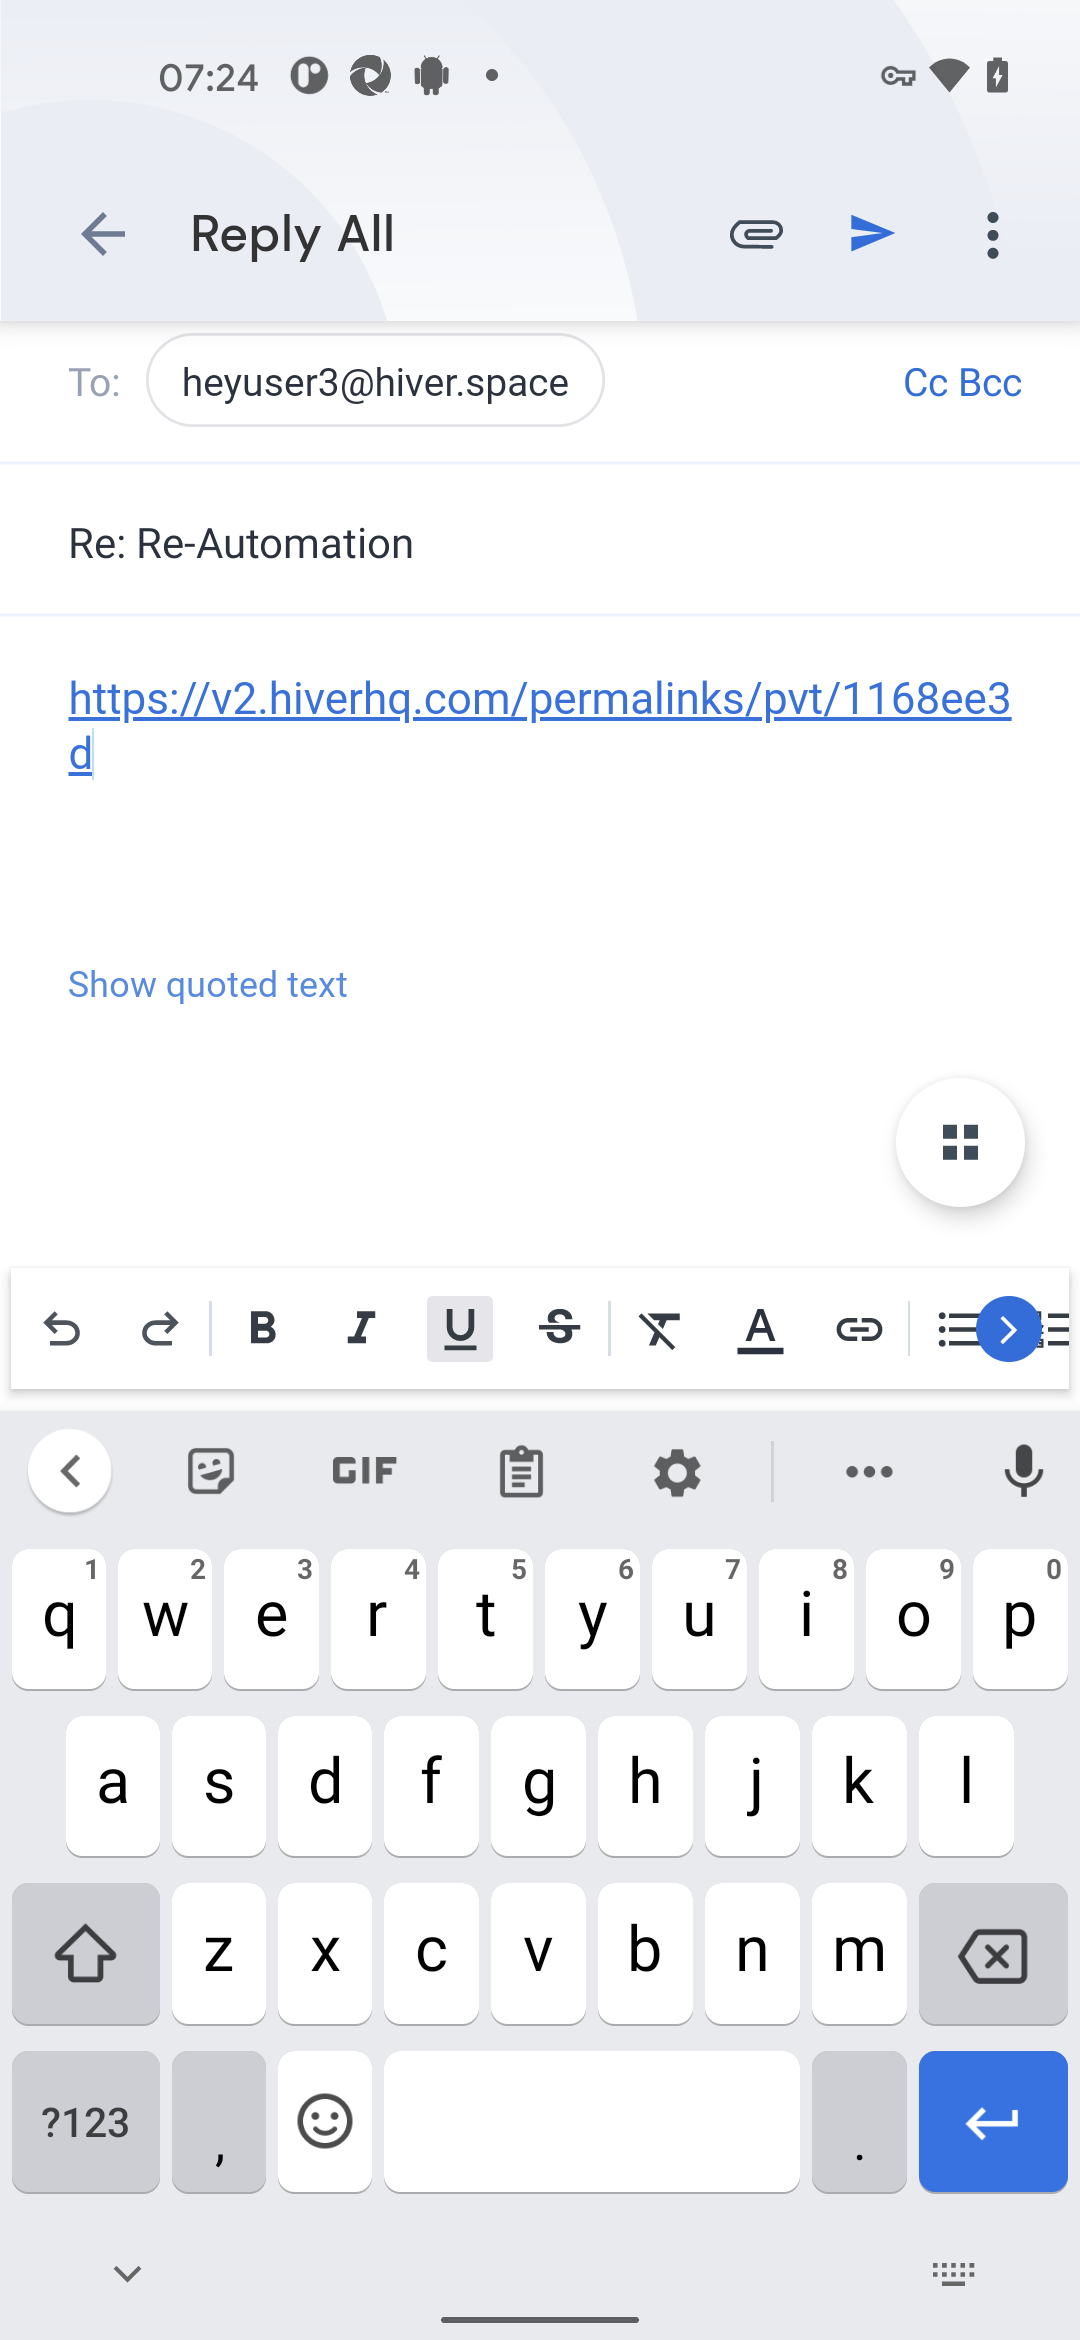 07:24
Reply All
To: heyuser3@hiver.space Cc Bcc
Re: Re-Automation
https://v2.hiverhq.com/permalinks/pvt/1168ee3
d
Show quoted text
B I U S A
GIF
1 2 3 4 5 6 7 8 9 0
q w e r t y u i o p
a s d f g h j k l
z x c v b n m
?123 , .